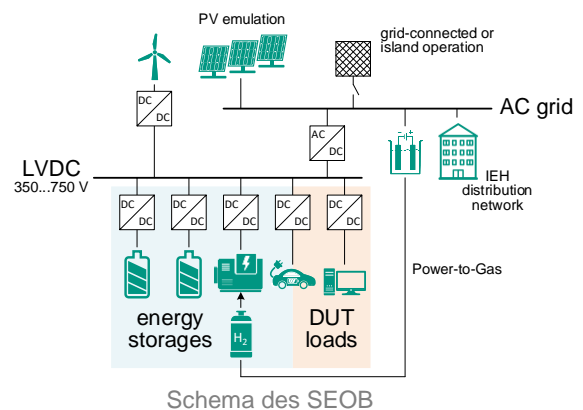 PV emulation
grid-connected or
island operation
DC
DC
AC grid
AC
DC
LVDC
350...750 V
IEH
distribution
network
DC
DC
DC
DC
DC
DC
DC
DC
DC
DC
Power-to-Gas
energy
storages
DUT
loads
H2
Schema des SEOB